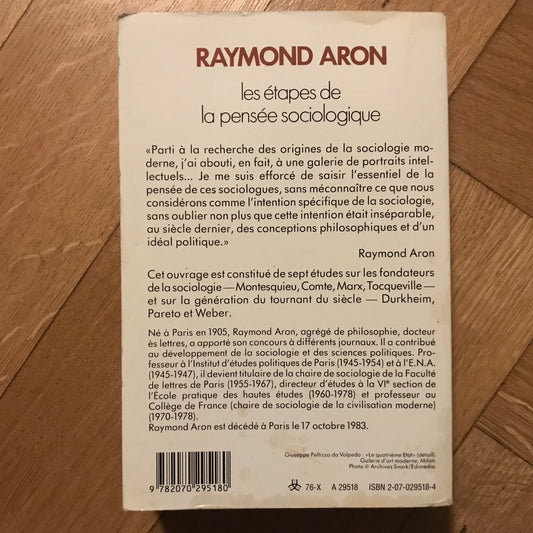 RAYMOND ARON
les étapes de
la pensée sociologique
«Parti à la recherche des origines de la sociologie mo-
derne, j'ai abouti, en fait, à une galerie de portraits intel-
lectuels... Je me suis efforcé de saisir l'essentiel de la
pensée de ces sociologues, sans méconnaître ce que nous
considérons comme l'intention spécifique de la sociologie,
sans oublier non plus que cette intention était inséparable,
au siècle dernier, des conceptions philosophiques et d'un
idéal politique.»
Raymond Aron
Cet ouvrage est constitué de sept études sur les fondateurs
de la sociologie — Montesquieu, Comte, Marx, Tocqueville —
et sur la génération du tournant du siècle — Durkheim,
Pareto et Weber.
Né à Paris en 1905, Raymond Aron, agrégé de philosophie, docteur
ès lettres, a apporté son concours à différents journaux. Il a contribué
au développement de la sociologie et des sciences politiques. Pro-
fesseur à l'Institut d'études politiques de Paris (1945-1954) et à l'E.N.A.
(1945-1947), il devient titulaire de la chaire de sociologie de la Faculté
de lettres de Paris (1955-1967), directeur d'études à la VIe section de
l'École pratique des hautes études (1960-1978) et professeur au
Collège de France (chaire de sociologie de la civilisation moderne)
(1970-1978).
Raymond Aron est décédé à Paris le 17 octobre 1983.
Giuseppe Pellizza da Volpedo : «Le quatrième État» (détail).
Galerie d'art moderne, Milan.
Photo © Archives Snark/Edimedia.
9 782070 295180
76-X A 29518 ISBN 2-07-029518-4